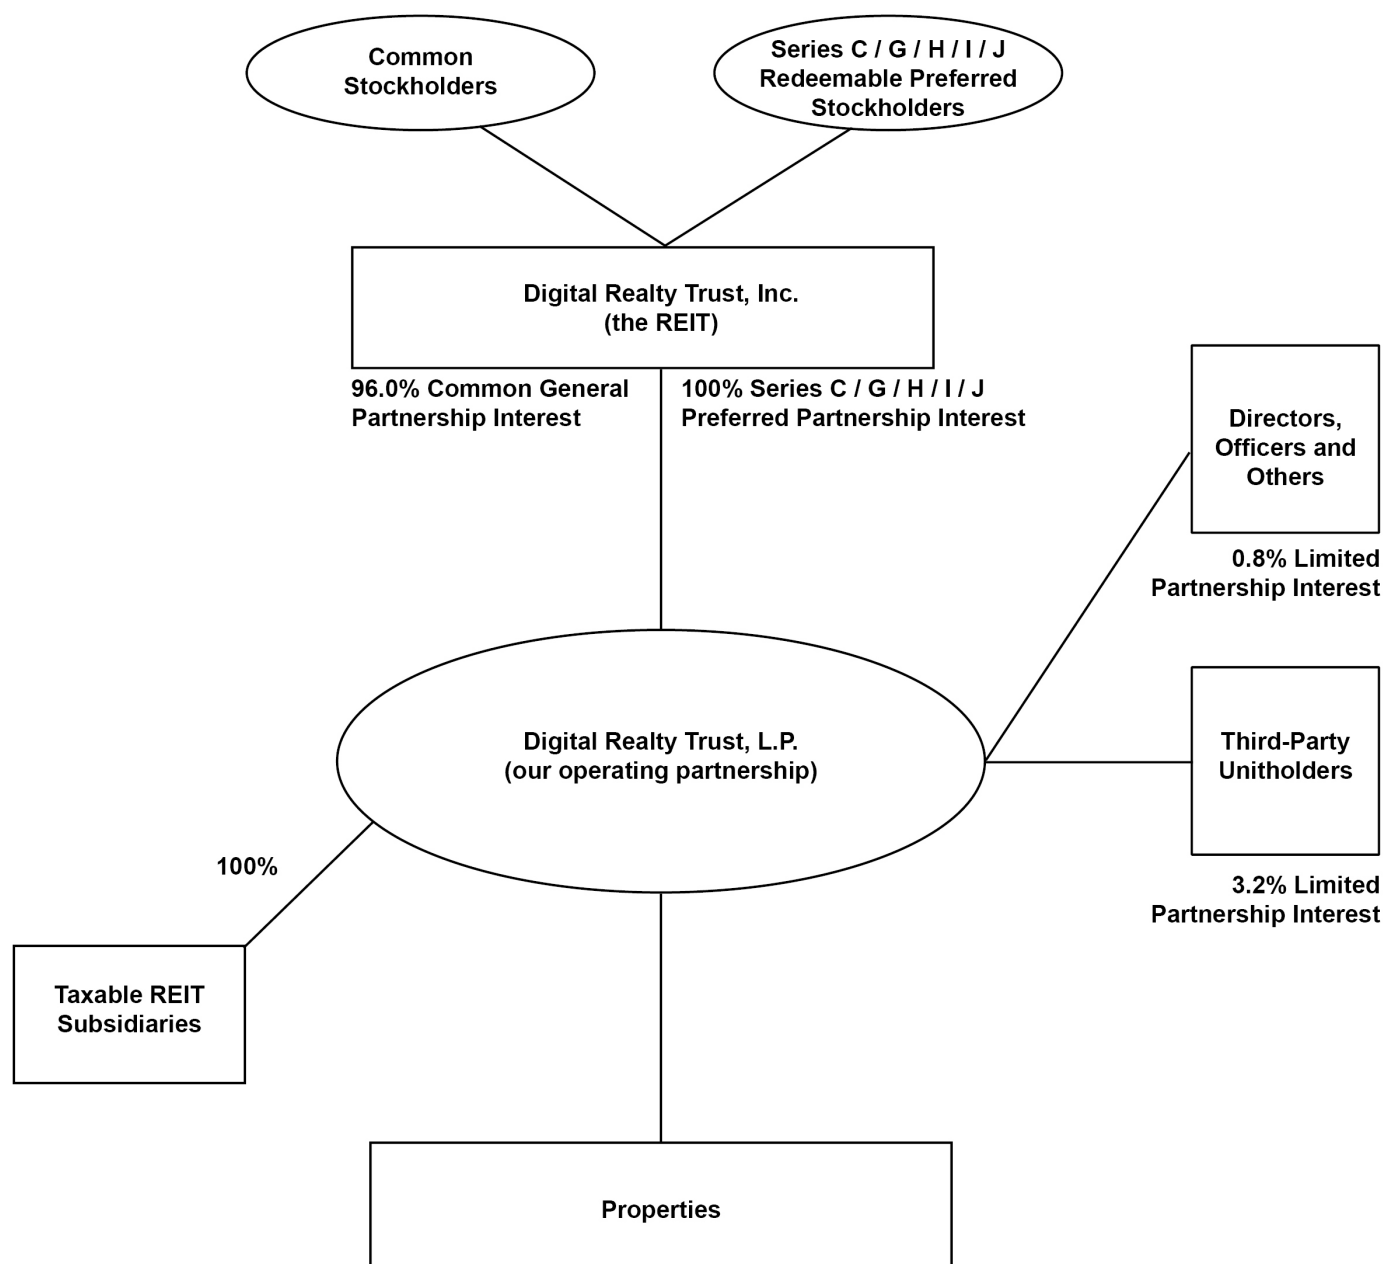 Common
Stockholders
Series C / G / H / I / J
Redeemable Preferred
Stockholders
Digital Realty Trust, Inc.
(the REIT)
96.0% Common General
Partnership Interest
100% Series C / G / H / I / J
Preferred Partnership Interest
Directors,
Officers and
Others
0.8% Limited
Partnership Interest
Digital Realty Trust, L.P.
(our operating partnership)
Third-Party
Unitholders
3.2% Limited
Partnership Interest
100%
Taxable REIT
Subsidiaries
Properties